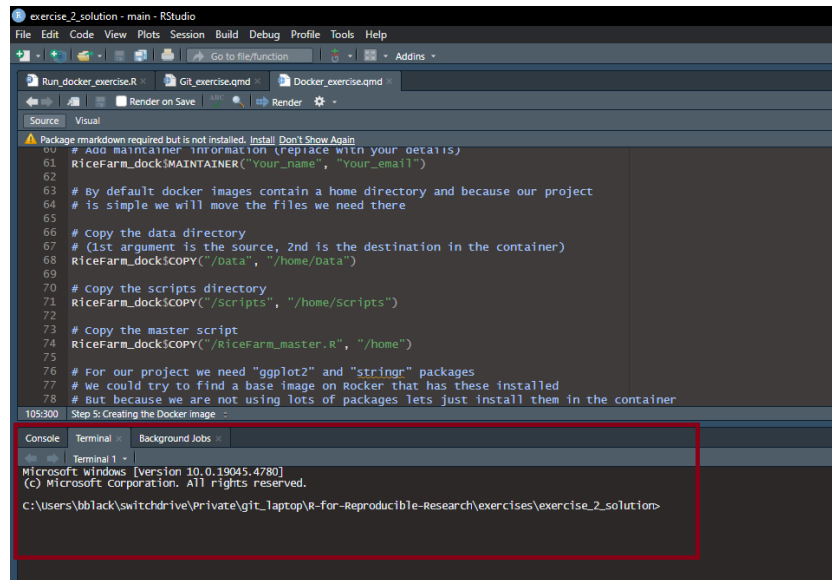 exercise_2_solution - main - RStudio
File Edit Code View Plots Session Build Debug Profile Tools Help
Go to file/function Addins
Run_docker_exercise.R Git_exercise.qmd Docker_exercise.qmd
Render on Save ABC Render
Source Visual
Package rmarkdown required but is not installed. Install Don't Show Again
60 # Add maintainer information (replace with your details)
61 RiceFarm_dock$MAINTAINER("Your_name", "Your_email")
62
63 # By default docker images contain a home directory and because our project
64 # is simple we will move the files we need there
65
66 # Copy the data directory
67 # (1st argument is the source, 2nd is the destination in the container)
68 RiceFarm_dock$COPY("/Data", "/home/Data")
69
70 # Copy the scripts directory
71 RiceFarm_dock$COPY("/Scripts", "/home/Scripts")
72
73 # Copy the master script
74 RiceFarm_dock$COPY("/RiceFarm_master.R", "/home")
75
76 # For our project we need "ggplot2" and "stringr" packages
77 # We could try to find a base image on Rocker that has these installed
78 # But because we are not using lots of packages lets just install them in the container
105:300 Step 5: Creating the Docker image
Console Terminal Background Jobs
Terminal 1
Microsoft Windows [Version 10.0.19045.4780]
(c) Microsoft Corporation. All rights reserved.
C:\Users\bblack\switchdrive\Private\git_laptop\R-for-Reproducible-Research\exercises\exercise_2_solution>